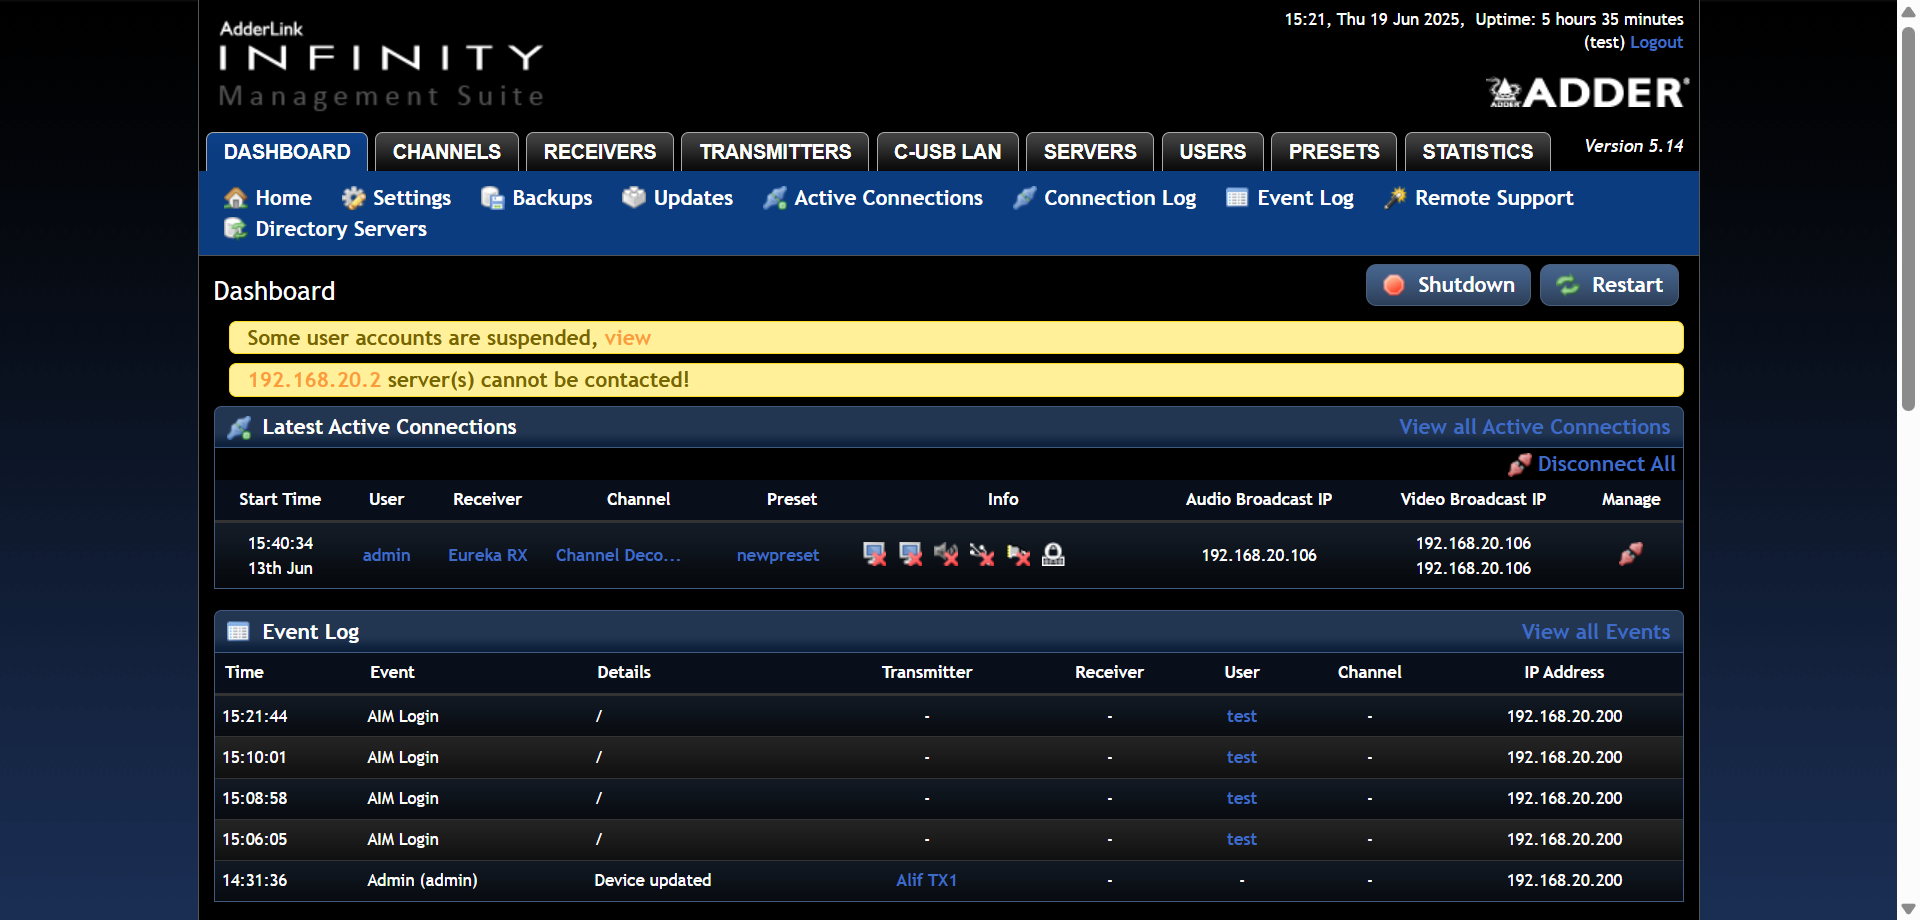 AdderLink
INFINITY
Management Suite
15:21, Thu 19 Jun 2025, Uptime: 5 hours 35 minutes
(test) Logout
ADDER
ADDER
Version 5.14
DASHBOARD CHANNELS RECEIVERS TRANSMITTERS C-USB LAN SERVERS USERS PRESETS STATISTICS
Home Settings Backups Updates Active Connections Connection Log Event Log Remote Support
Directory Servers
Dashboard
Shutdown Restart
Some user accounts are suspended, view
192.168.20.2 server(s) cannot be contacted!
Latest Active Connections View all Active Connections
Disconnect All
Start Time User Receiver Channel Preset Info Audio Broadcast IP Video Broadcast IP Manage
15:40:34 192.168.20.106
admin Eureka RX Channel Deco... newpreset 192.168.20.106
13th Jun 192.168.20.106
Event Log View all Events
Time Event Details Transmitter Receiver User Channel IP Address
15:21:44 AIM Login / - - test - 192.168.20.200
15:10:01 AIM Login / - - test - 192.168.20.200
15:08:58 AIM Login / - - test - 192.168.20.200
15:06:05 AIM Login / - - test - 192.168.20.200
14:31:36 Admin (admin) Device updated Alif TX1 - - - 192.168.20.200